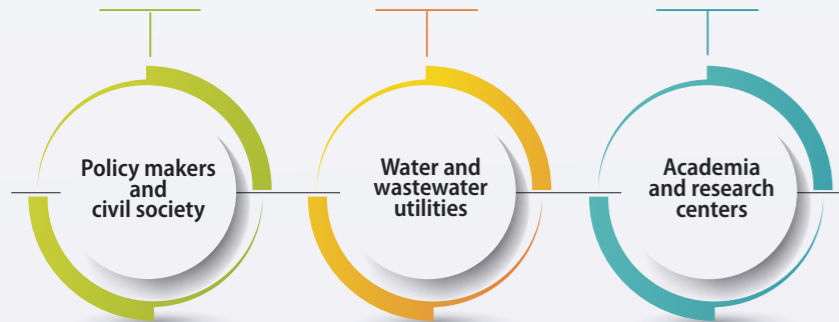 Policy makers
and
civil society
Water and
wastewater
utilities
Academia
and research
centers